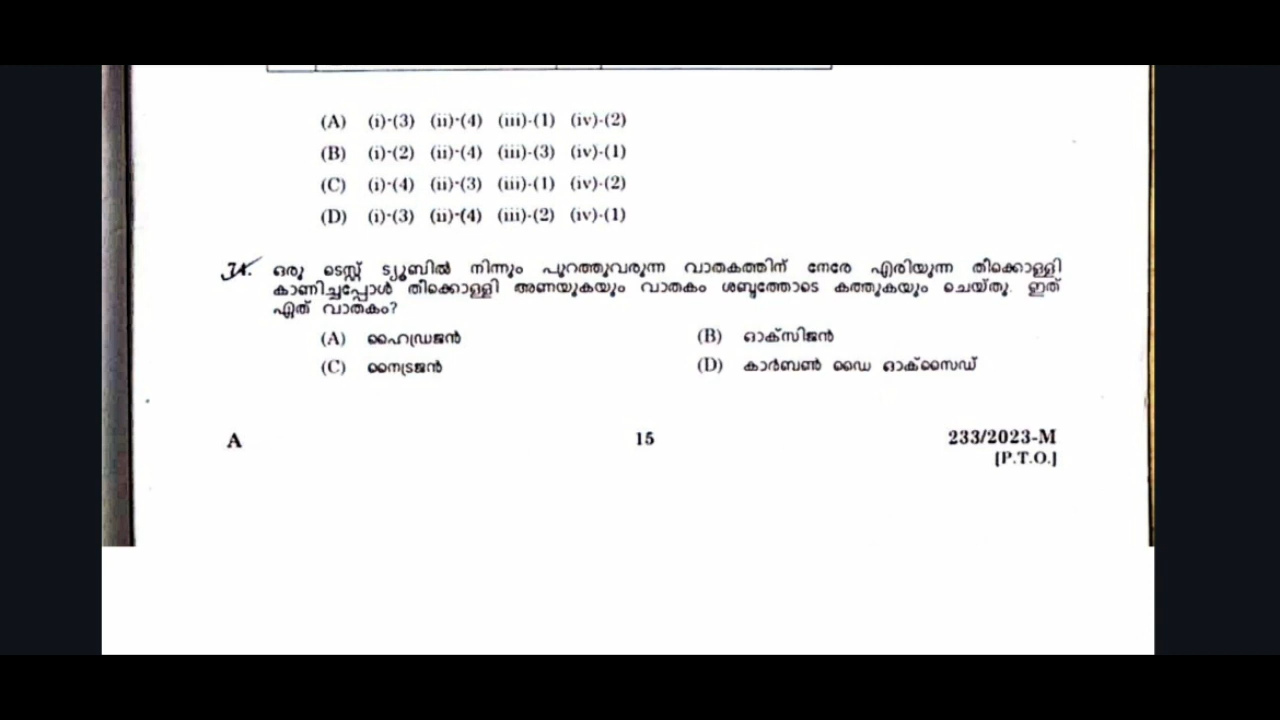 (A) (i)-(3) (ii)-(4) (iii)-(1) (iv)-(2)
(B) (i)-(2) (ii)-(4) (iii)-(3) (iv)-(1)
(C) (i)-(4) (ii)-(3) (iii)-(1) (iv)-(2)
(D) (i)-(3) (ii)-(4) (iii)-(2) (iv)-(1)
74. ഒരു ടെസ്റ്റ് ട്യൂബിൽ നിന്നും പുറത്തുവരുന്ന വാതകത്തിന് നേരേ എരിയുന്ന തീക്കൊള്ളി
കാണിച്ചപ്പോൾ തീക്കൊള്ളി അണയുകയും വാതകം ശബ്ദത്തോടെ കത്തുകയും ചെയ്തു. ഇത്
ഏത് വാതകം?
(A) ഹൈഡ്രജൻ (B) ഓക്സിജൻ
(C) നൈട്രജൻ (D) കാർബൺ ഡൈ ഓക്സൈഡ്
A 15 233/2023-M
[P.T.O.]